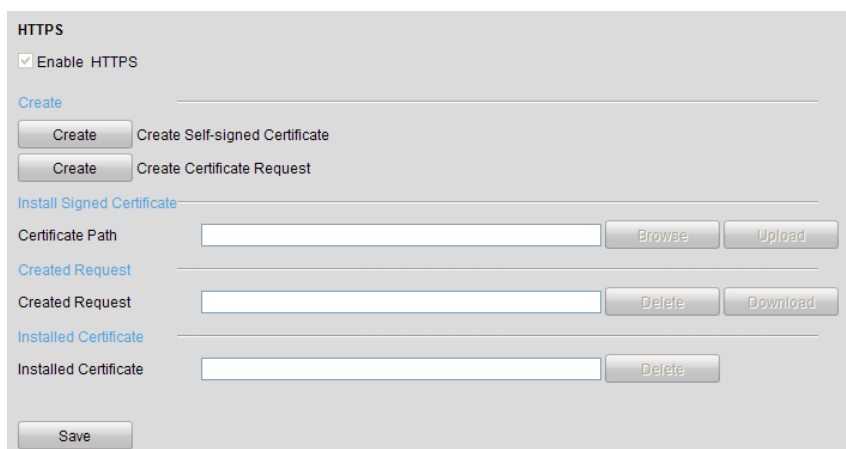 HTTPS
Enable HTTPS
Create
Create Create Self-signed Certificate
Create Create Certificate Request
Install Signed Certificate
Certificate Path Browse Upload
Created Request
Created Request Delete Download
Installed Certificate
Installed Certificate Delete
Save